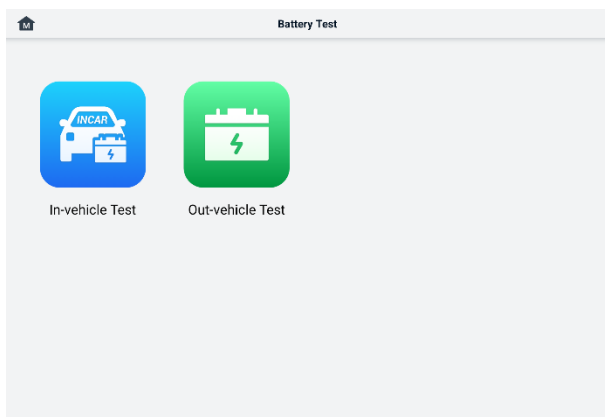 M
Battery Test
INCAR
In-vehicle Test
Out-vehicle Test